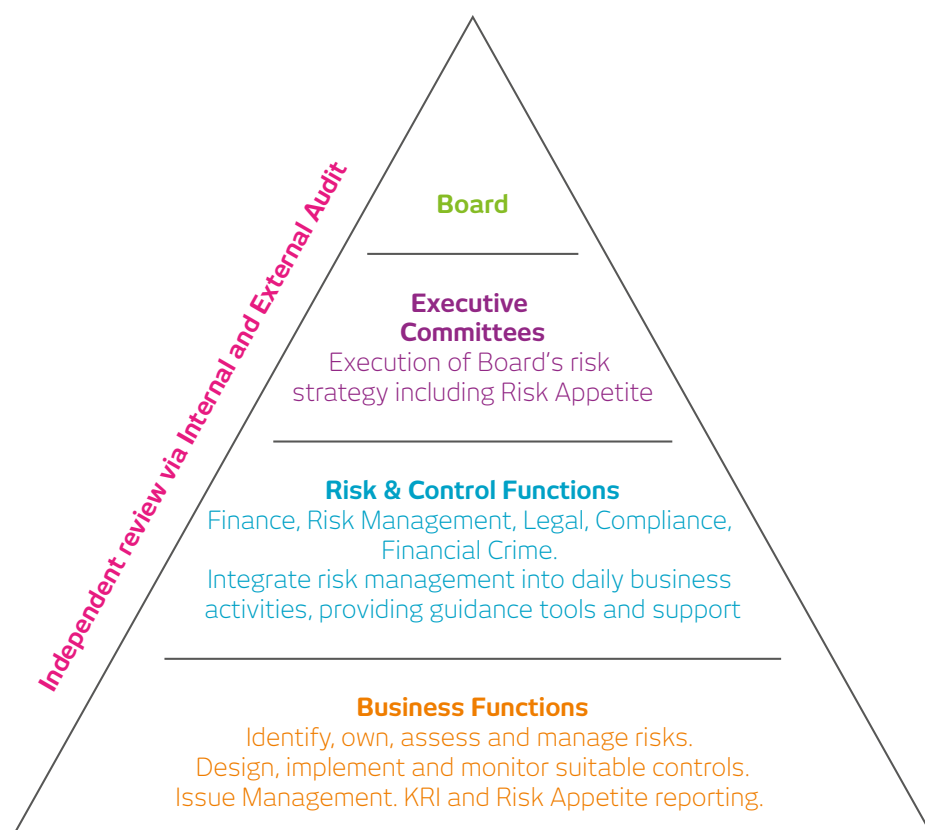 Independent review via Internal and External Audit
Board
Executive
Committees
Execution of Board's risk
strategy including Risk Appetite
Risk & Control Functions
Finance, Risk Management, Legal, Compliance,
Financial Crime.
Integrate risk management into daily business
activities, providing guidance tools and support
Business Functions
Identify, own, assess and manage risks.
Design, implement and monitor suitable controls.
Issue Management. KRI and Risk Appetite reporting.